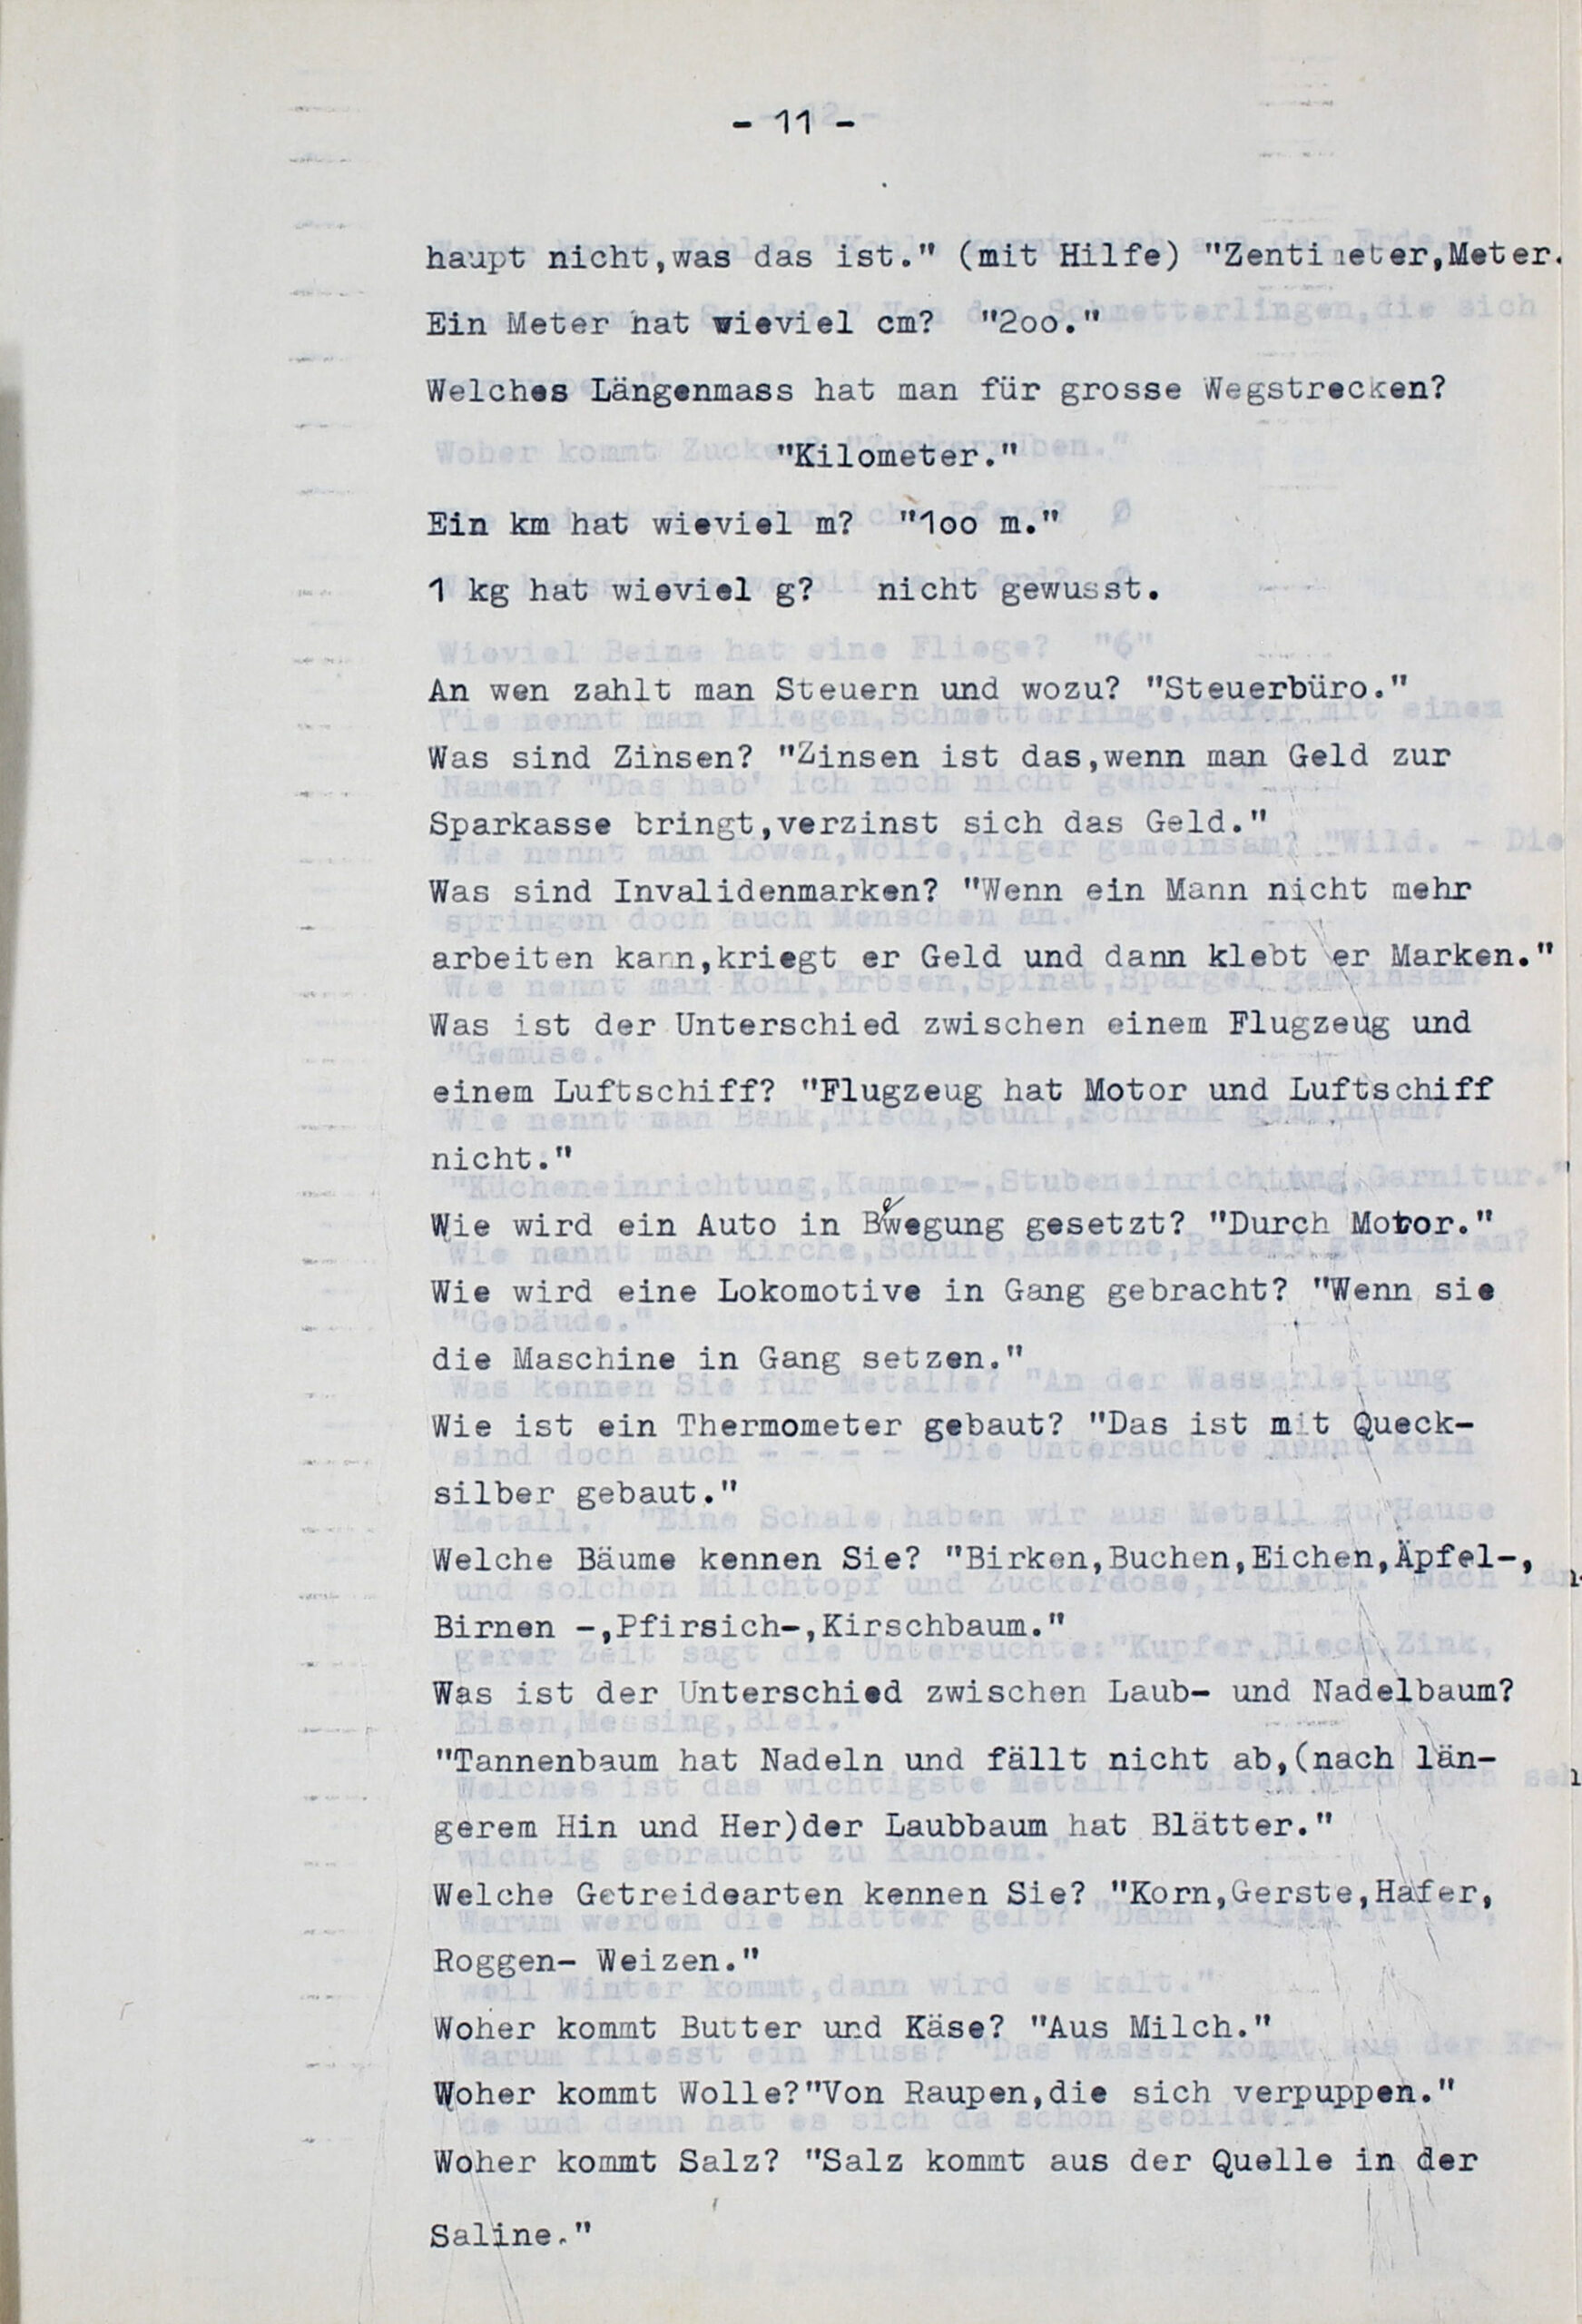 - 11 -
haupt nicht,was das ist." (mit Hilfe) "Zentimeter,Meter.
Ein Meter hat wieviel cm? "2oo."
Welches Längenmass hat man für grosse Wegstrecken?
"Kilometer."
Ein km hat wieviel m? "1oo m."
1 kg hat wieviel g? nicht gewusst.
An wen zahlt man Steuern und wozu? "Steuerbüro."
Was sind Zinsen? "Zinsen ist das,wenn man Geld zur
Sparkasse bringt,verzinst sich das Geld."
Was sind Invalidenmarken? "Wenn ein Mann nicht mehr
arbeiten kann,kriegt er Geld und dann klebt er Marken."
Was ist der Unterschied zwischen einem Flugzeug und
einem Luftschiff? "Flugzeug hat Motor und Luftschiff
nicht."
Wie wird ein Auto in Bewegung gesetzt? "Durch Motor."
Wie wird eine Lokomotive in Gang gebracht? "Wenn sie
die Maschine in Gang setzen."
Wie ist ein Thermometer gebaut? "Das ist mit Queck-
silber gebaut."
Welche Bäume kennen Sie? "Birken,Buchen,Eichen,Äpfel-,
Birnen -,Pfirsich-,Kirschbaum."
Was ist der Unterschied zwischen Laub- und Nadelbaum?
"Tannenbaum hat Nadeln und fällt nicht ab,(nach län-
gerem Hin und Her)der Laubbaum hat Blätter."
Welche Getreidearten kennen Sie? "Korn,Gerste,Hafer,
Roggen- Weizen."
Woher kommt Butter und Käse? "Aus Milch."
Woher kommt Wolle?"Von Raupen,die sich verpuppen."
Woher kommt Salz? "Salz kommt aus der Quelle in der
Saline."